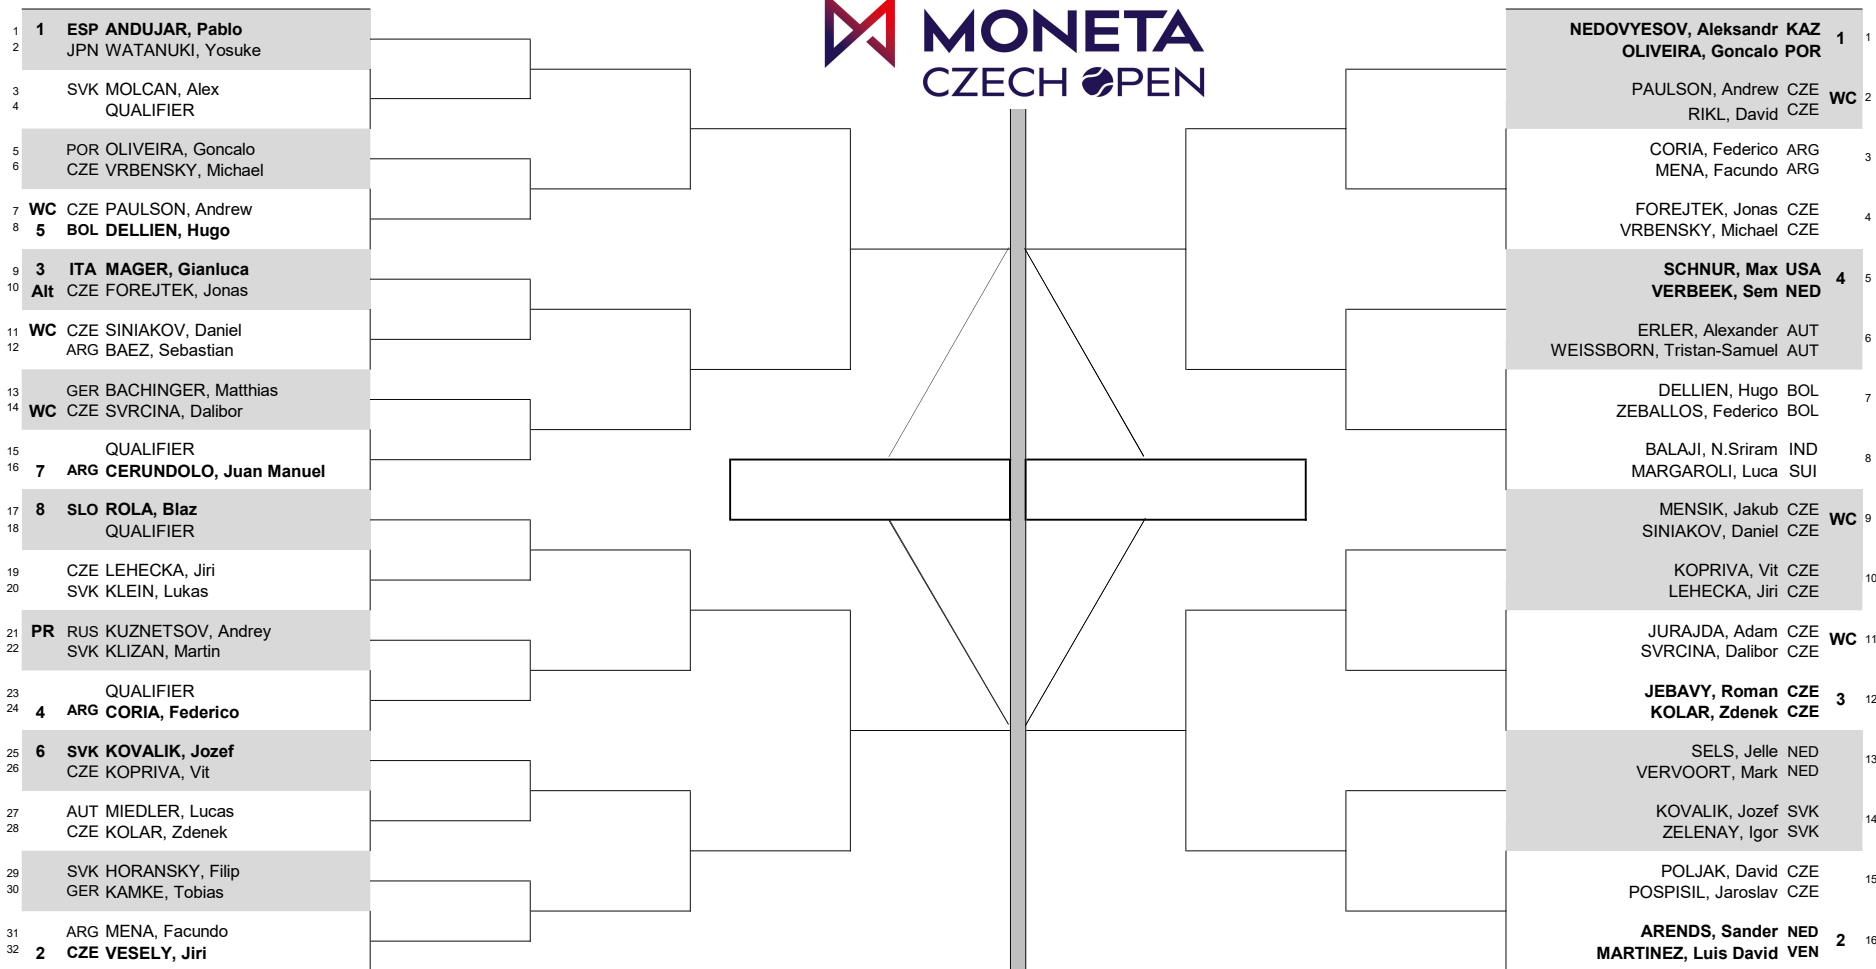 MONETA
CZECH OPEN
1 1 ESP ANDUJAR, Pablo
2 JPN WATANUKI, Yosuke
3 SVK MOLCAN, Alex
4 QUALIFIER
5 POR OLIVEIRA, Goncalo
6 CZE VRBENSKY, Michael
7 WC CZE PAULSON, Andrew
8 5 BOL DELLIEN, Hugo
9 3 ITA MAGER, Gianluca
10 Alt CZE FOREJTEK, Jonas
11 WC CZE SINIAKOV, Daniel
12 ARG BAEZ, Sebastian
13 GER BACHINGER, Matthias
14 WC CZE SVRCINA, Dalibor
15 QUALIFIER
16 7 ARG CERUNDOLO, Juan Manuel
17 8 SLO ROLA, Blaz
18 QUALIFIER
19 CZE LEHECKA, Jiri
20 SVK KLEIN, Lukas
21 PR RUS KUZNETSOV, Andrey
22 SVK KLIZAN, Martin
23 QUALIFIER
24 4 ARG CORIA, Federico
25 6 SVK KOVALIK, Jozef
26 CZE KOPRIVA, Vit
27 AUT MIEDLER, Lucas
28 CZE KOLAR, Zdenek
29 SVK HORANSKY, Filip
30 GER KAMKE, Tobias
31 ARG MENA, Facundo
32 2 CZE VESELY, Jiri
NEDOVYESOV, Aleksandr KAZ 1 1
OLIVEIRA, Goncalo POR
PAULSON, Andrew CZE WC 2
RIKL, David CZE
CORIA, Federico ARG 3
MENA, Facundo ARG
FOREJTEK, Jonas CZE 4
VRBENSKY, Michael CZE
SCHNUR, Max USA 4 5
VERBEEK, Sem NED
ERLER, Alexander AUT 6
WEISSBORN, Tristan-Samuel AUT
DELLIEN, Hugo BOL 7
ZEBALLOS, Federico BOL
BALAJI, N.Sriram IND 8
MARGAROLI, Luca SUI
MENSIK, Jakub CZE WC 9
SINIAKOV, Daniel CZE
KOPRIVA, Vit CZE 10
LEHECKA, Jiri CZE
JURAJDA, Adam CZE WC 11
SVRCINA, Dalibor CZE
JEBAVY, Roman CZE 3 12
KOLAR, Zdenek CZE
SELS, Jelle NED 13
VERVOORT, Mark NED
KOVALIK, Jozef SVK 14
ZELENAY, Igor SVK
POLJAK, David CZE 15
POSPISIL, Jaroslav CZE
ARENDS, Sander NED 2 16
MARTINEZ, Luis David VEN